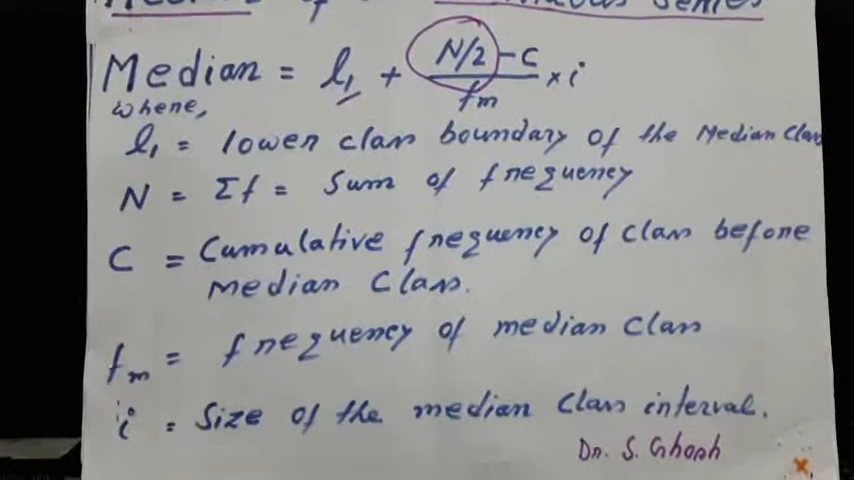 Median = l₁ + (N/2 - C)/fm × i
where,
l₁ = lower class boundary of the Median Class
N = Σf = Sum of frequency
C = Cumulative frequency of class before
median Class.
fm = frequency of median Class
i = Size of the median Class interval.
Dr. S. Ghosh